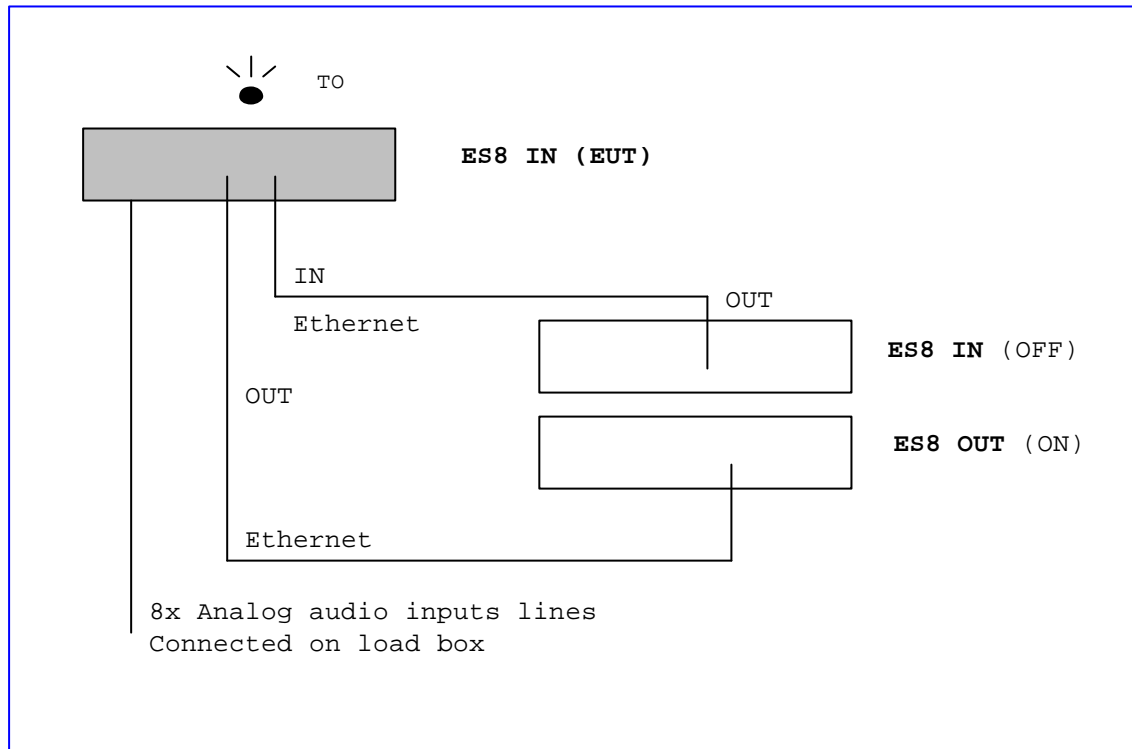 TO
ES8 IN (EUT)
IN
Ethernet
OUT
ES8 IN (OFF)
OUT
ES8 OUT (ON)
Ethernet
8x Analog audio inputs lines
Connected on load box